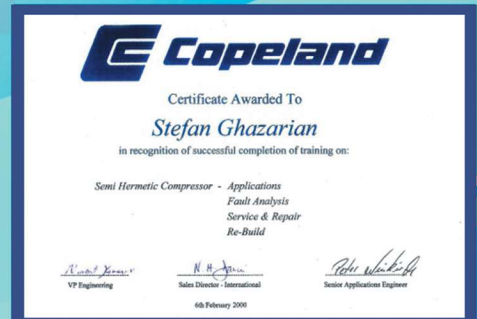 Copeland
Certificate Awarded To
Stefan Ghazarian
in recognition of successful completion of training on:
Semi Hermetic Compressor - Applications
Fault Analysis
Service & Repair
Re-Build
N. H.
Peter
VP Engineering
Sales Director - International
Senior Applications Engineer
6th February 2000